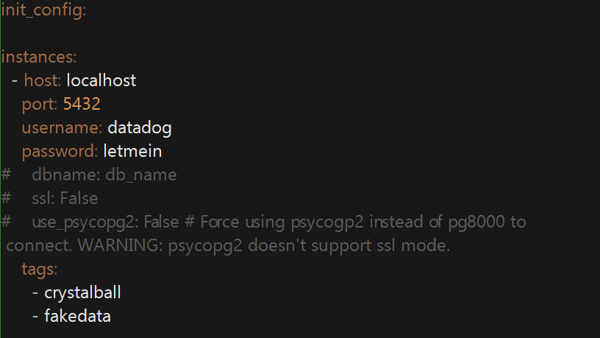 init_config:
instances:
- host: localhost
port: 5432
username: datadog
password: letmein
# dbname: db_name
# ssl: False
# use_psycopg2: False # Force using psycogp2 instead of pg8000 to
connect. WARNING: psycopg2 doesn't support ssl mode.
tags:
- crystalball
- fakedata